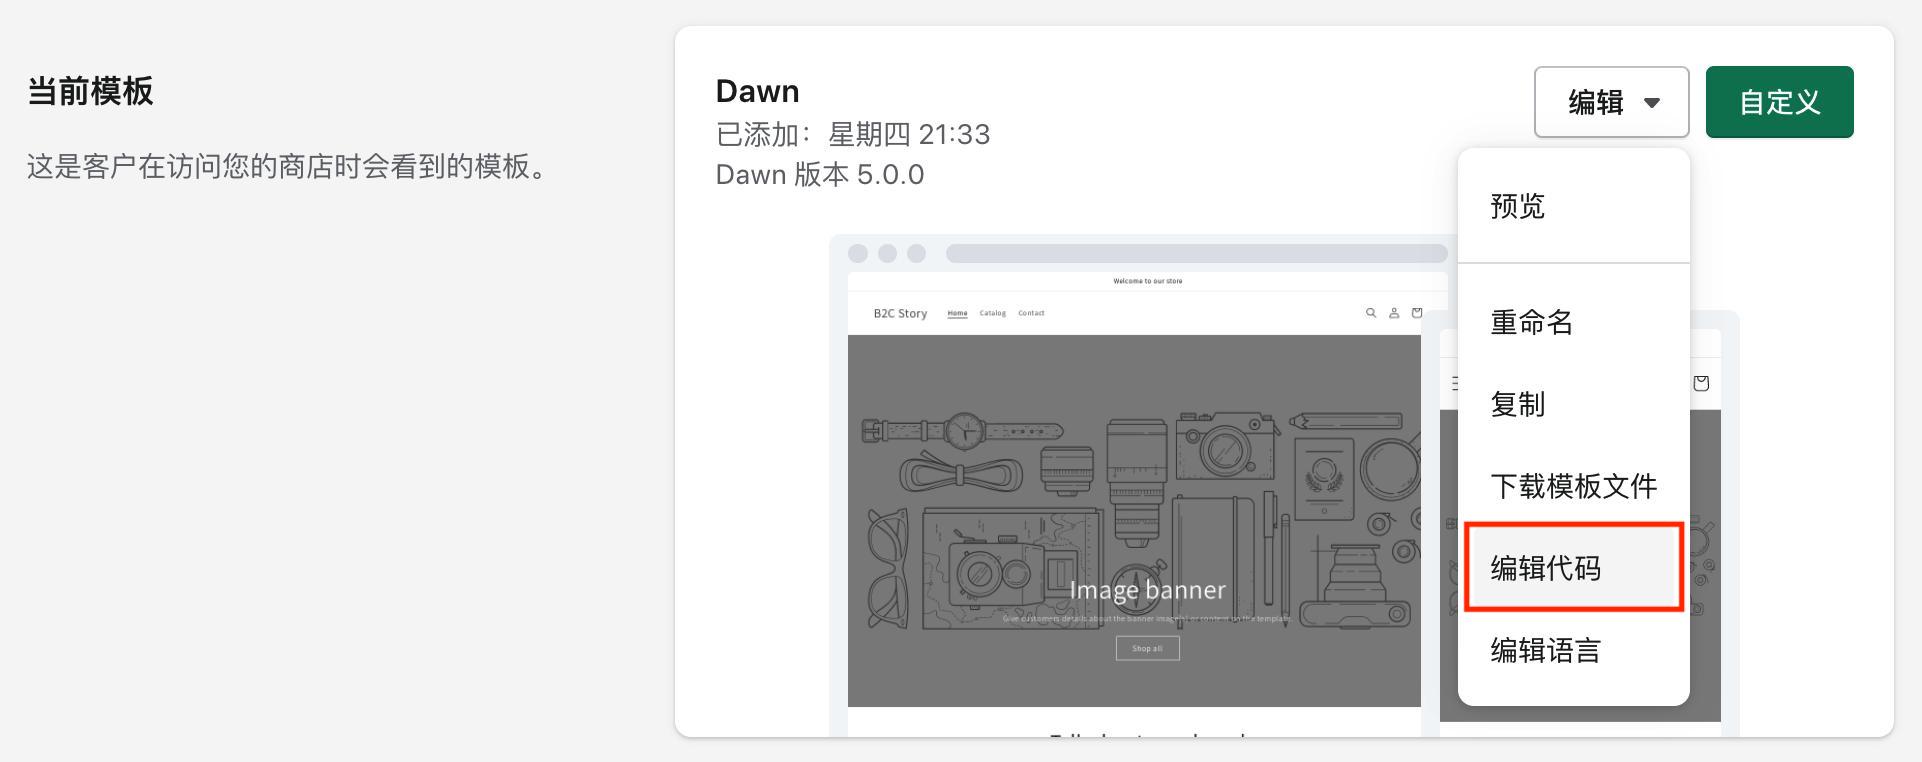 当前模板
这是客户在访问您的商店时会看到的模板。
Dawn
已添加：星期四 21:33
Dawn 版本 5.0.0
编辑
自定义
预览
重命名
复制
下载模板文件
编辑代码
编辑语言
Welcome to our store
B2C Story Home Catalog Contact
Image banner
Give customers details about the banner image(s) or content on the template.
Shop all